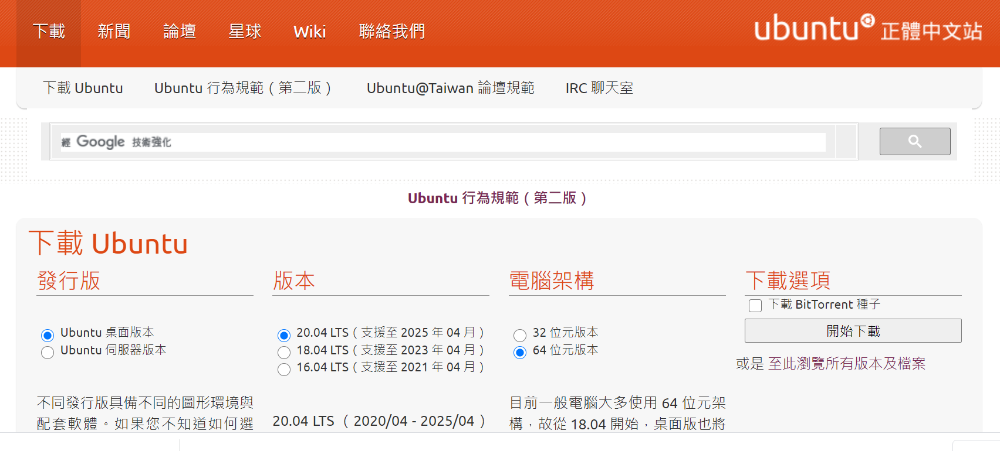 下載 新聞 論壇 星球 Wiki 聯絡我們
ubuntu 正體中文站
下載 Ubuntu Ubuntu 行為規範（第二版） Ubuntu@Taiwan 論壇規範 IRC 聊天室
經 Google 技術強化
Ubuntu 行為規範（第二版）
下載 Ubuntu
發行版
Ubuntu 桌面版本
Ubuntu 伺服器版本
不同發行版具備不同的圖形環境與
配套軟體。如果您不知道如何選
版本
20.04 LTS（支援至 2025 年 04 月）
18.04 LTS（支援至 2023 年 04 月）
16.04 LTS（支援至 2021 年 04 月）
20.04 LTS （2020/04 - 2025/04 ）
電腦架構
32 位元版本
64 位元版本
目前一般電腦大多使用 64 位元架
構，故從 18.04 開始，桌面版也將
下載選項
下載 BitTorrent 種子
開始下載
或是 至此瀏覽所有版本及檔案